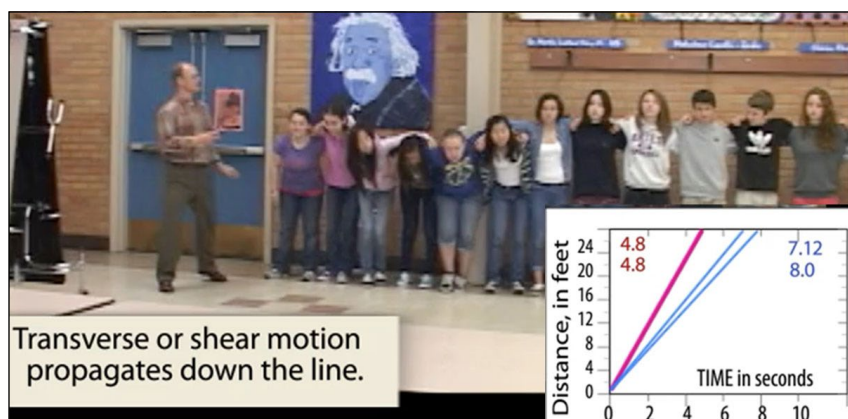 Transverse or shear motion
propagates down the line.
Distance, in feet
24
20
16
12
8
4
0
4.8
4.8
7.12
8.0
TIME in seconds
0 2 4 6 8 10